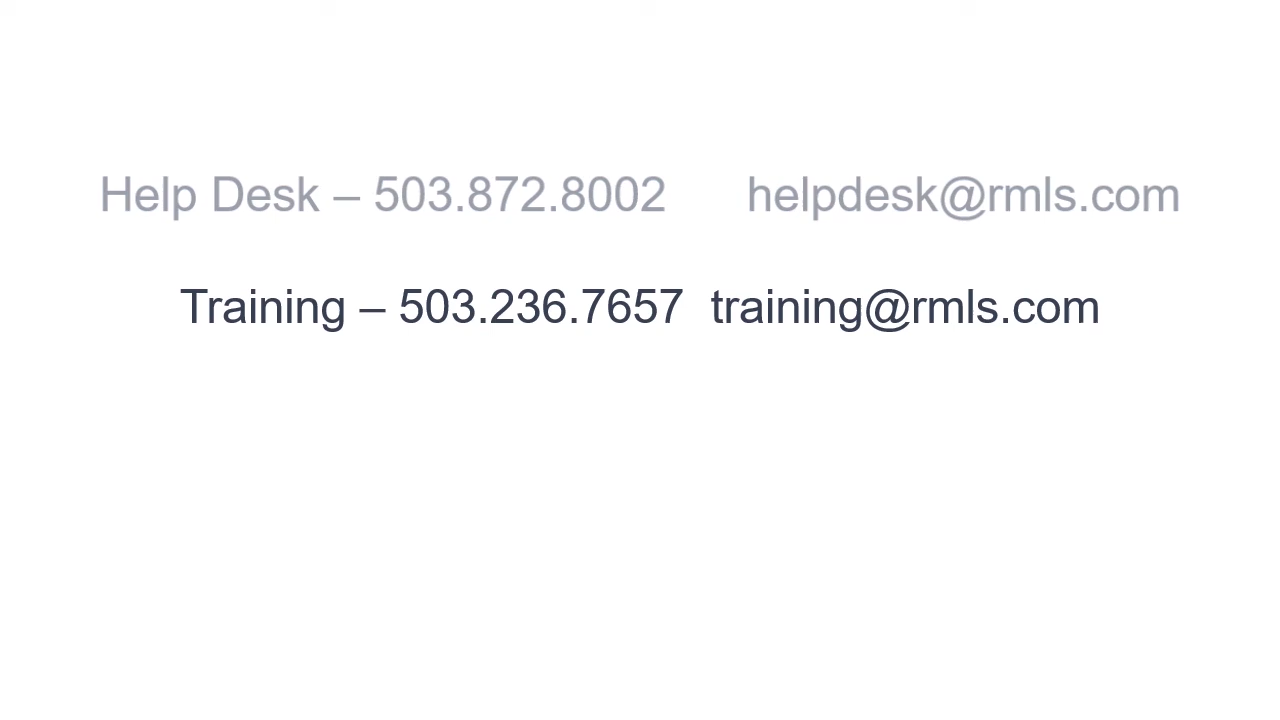 Help Desk – 503.872.8002 helpdesk@rmls.com
Training – 503.236.7657 training@rmls.com